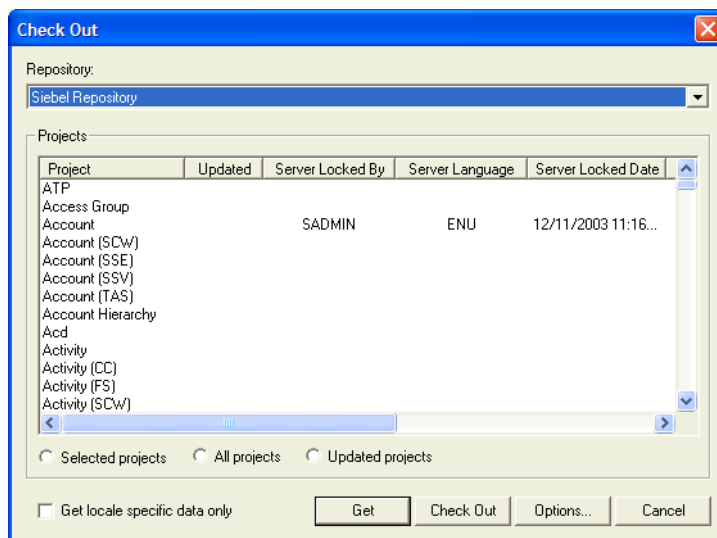 Check Out
Repository:
Siebel Repository
Projects
Project Updated Server Locked By Server Language Server Locked Date
ATP
Access Group
Account SADMIN ENU 12/11/2003 11:16...
Account (SCW)
Account (SSE)
Account (SSV)
Account (TAS)
Account Hierarchy
Acd
Activity
Activity (CC)
Activity (FS)
Activity (SCW)
Selected projects All projects Updated projects
Get locale specific data only Get Check Out Options... Cancel